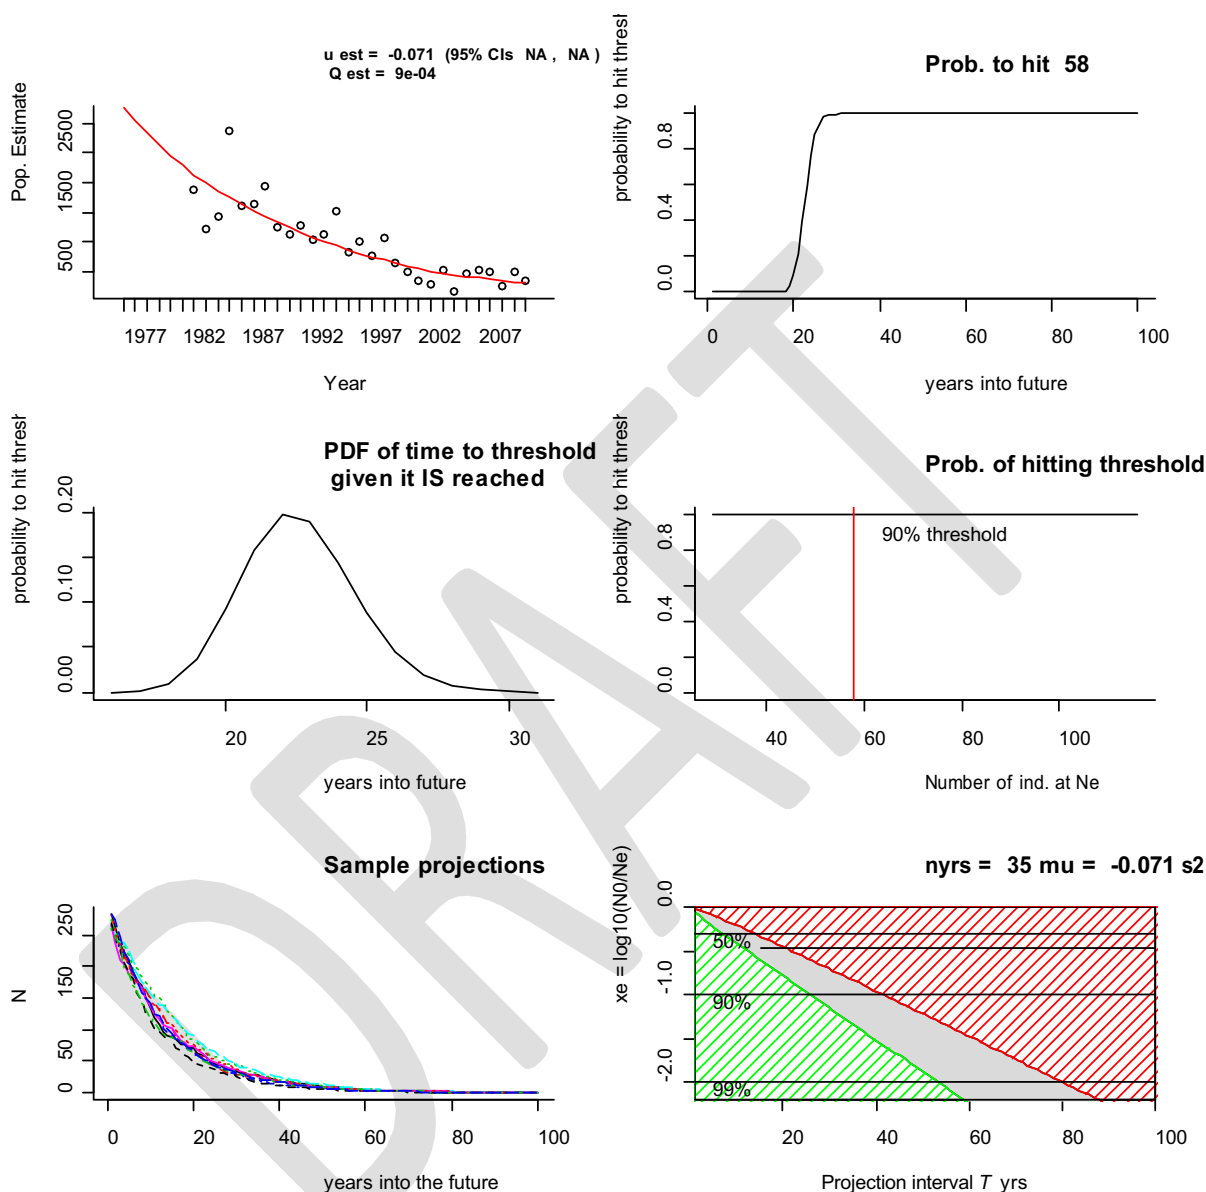 u est = -0.071 (95% CIs NA , NA )
Q est = 9e-04
Pop. Estimate
500 1500 2500
1977 1982 1987 1992 1997 2002 2007
Year
Prob. to hit 58
probability to hit thresh
0.0 0.4 0.8
0 20 40 60 80 100
years into future
PDF of time to threshold
given it IS reached
probability to hit thresh
0.00 0.10 0.20
20 25 30
years into future
Prob. of hitting threshold
probability to hit thresh
0.0 0.4 0.8
90% threshold
40 60 80 100
Number of ind. at Ne
Sample projections
N
0 50 150 250
0 20 40 60 80 100
years into the future
nyrs = 35 mu = -0.071 s2
xe = log10(N0/Ne)
-2.0 -1.0 0.0
50%
90%
99%
20 40 60 80 100
Projection interval T yrs
DRAFT